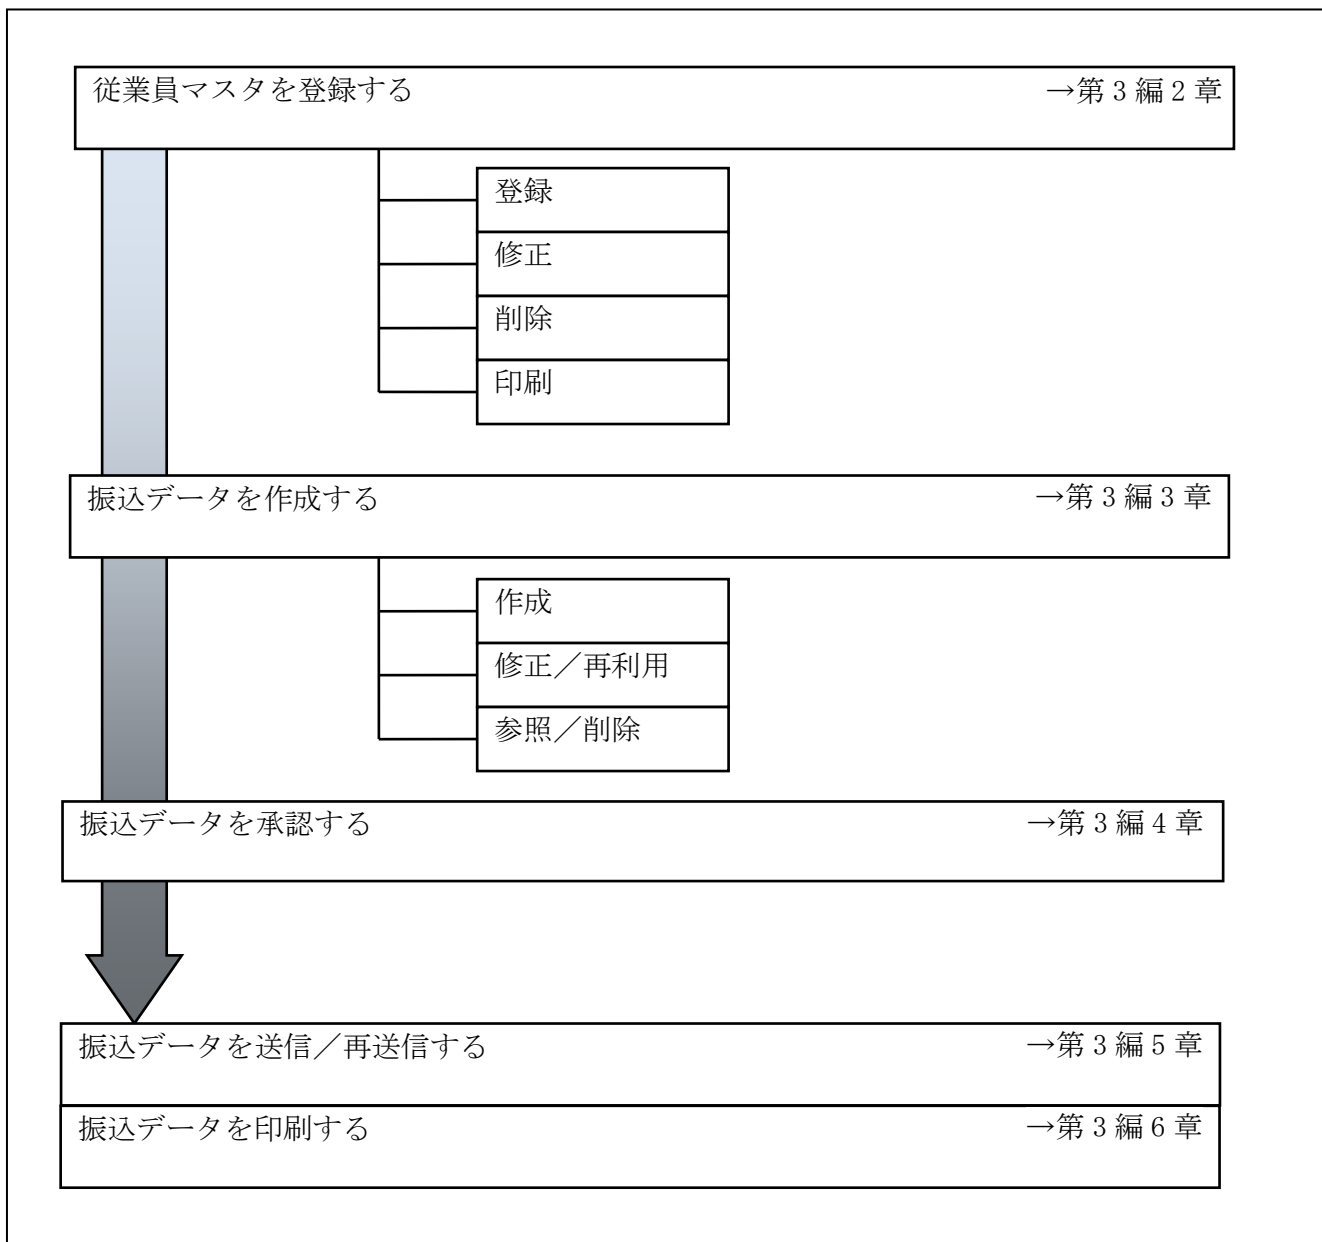 従業員マスタを登録する →第3編2章
登録
修正
削除
印刷
振込データを作成する →第3編3章
作成
修正／再利用
参照／削除
振込データを承認する →第3編4章
振込データを送信／再送信する →第3編5章
振込データを印刷する →第3編6章